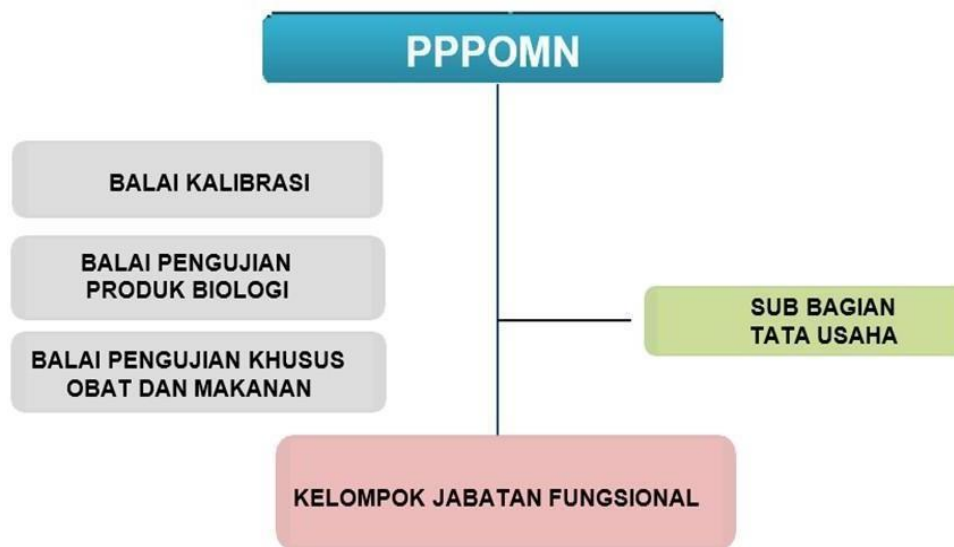 PPPOMN
BALAI KALIBRASI
BALAI PENGUJIAN
PRODUK BIOLOGI
BALAI PENGUJIAN KHUSUS
OBAT DAN MAKANAN
SUB BAGIAN
TATA USAHA
KELOMPOK JABATAN FUNGSIONAL